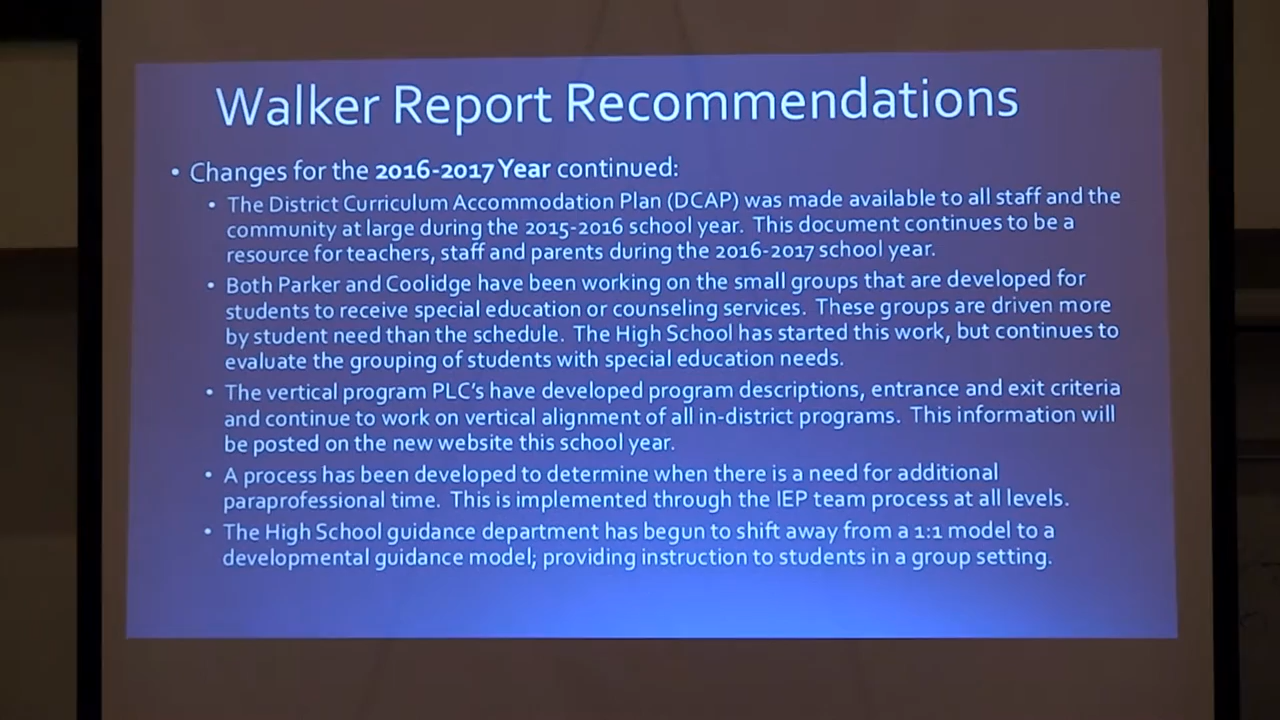 Walker Report Recommendations
• Changes for the 2016-2017 Year continued:
• The District Curriculum Accommodation Plan (DCAP) was made available to all staff and the
community at large during the 2015-2016 school year. This document continues to be a
resource for teachers, staff and parents during the 2016-2017 school year.
• Both Parker and Coolidge have been working on the small groups that are developed for
students to receive special education or counseling services. These groups are driven more
by student need than the schedule. The High School has started this work, but continues to
evaluate the grouping of students with special education needs.
• The vertical program PLC's have developed program descriptions, entrance and exit criteria
and continue to work on vertical alignment of all in-district programs. This information will
be posted on the new website this school year.
• A process has been developed to determine when there is a need for additional
paraprofessional time. This is implemented through the IEP team process at all levels.
• The High School guidance department has begun to shift away from a 1:1 model to a
developmental guidance model; providing instruction to students in a group setting.